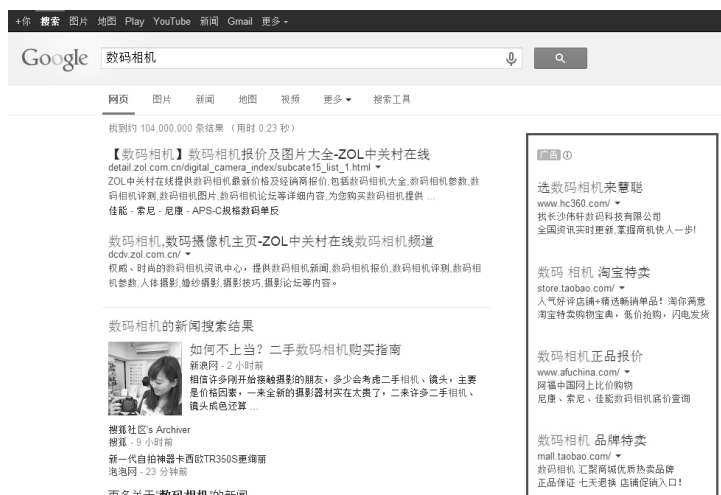 +你 搜索 图片 地图 Play YouTube 新闻 Gmail 更多
Google 数码相机
网页 图片 新闻 地图 视频 更多 搜索工具
找到约 104,000,000 条结果 （用时 0.23 秒）
【数码相机】数码相机报价及图片大全-ZOL中关村在线
detail.zol.com.cn/digital_camera_index/subcate15_list_1.html
ZOL中关村在线提供数码相机最新价格及经销商报价,包括数码相机大全,数码相机参数,数
码相机评测,数码相机图片,数码相机论坛等详细内容,为您购买数码相机提供 ...
佳能 - 索尼 - 尼康 - APS-C规格数码单反
数码相机,数码摄像机主页-ZOL中关村在线数码相机频道
dcdv.zol.com.cn/
权威、时尚的数码相机资讯中心，提供数码相机新闻,数码相机报价,数码相机评测,数码相
机参数,人体摄影,婚纱摄影,摄影技巧,摄影论坛等内容。
数码相机的新闻搜索结果
如何不上当？二手数码相机购买指南
新浪网 - 2 小时前
相信许多刚开始接触摄影的朋友，多少会考虑二手相机、镜头，主要
是价格因素，一来全新的摄影器材实在太贵了，二来许多二手相机、
镜头成色还算 ...
搜狐社区's Archiver
搜狐 - 9 小时前
新一代自拍神器卡西欧TR350S更绚丽
泡泡网 - 23 分钟前
更多关于"数码相机"的新闻
广告
选数码相机来慧聪
www.hc360.com/
找长沙伟轩数码科技有限公司
全国资讯实时更新,掌握商机快人一步!
数码 相机 淘宝特卖
store.taobao.com/
人气好评店铺+精选畅销单品！淘你满意
淘宝特卖购物宝典，低价抢购，闪电发货
数码相机正品报价
www.afuchina.com/
阿福中国网上比价购物
尼康、索尼、佳能数码相机底价查询
数码相机 品牌特卖
mall.taobao.com/
数码相机 汇聚商城优质热卖品牌
正品保证 七天退换 店铺促销入口！